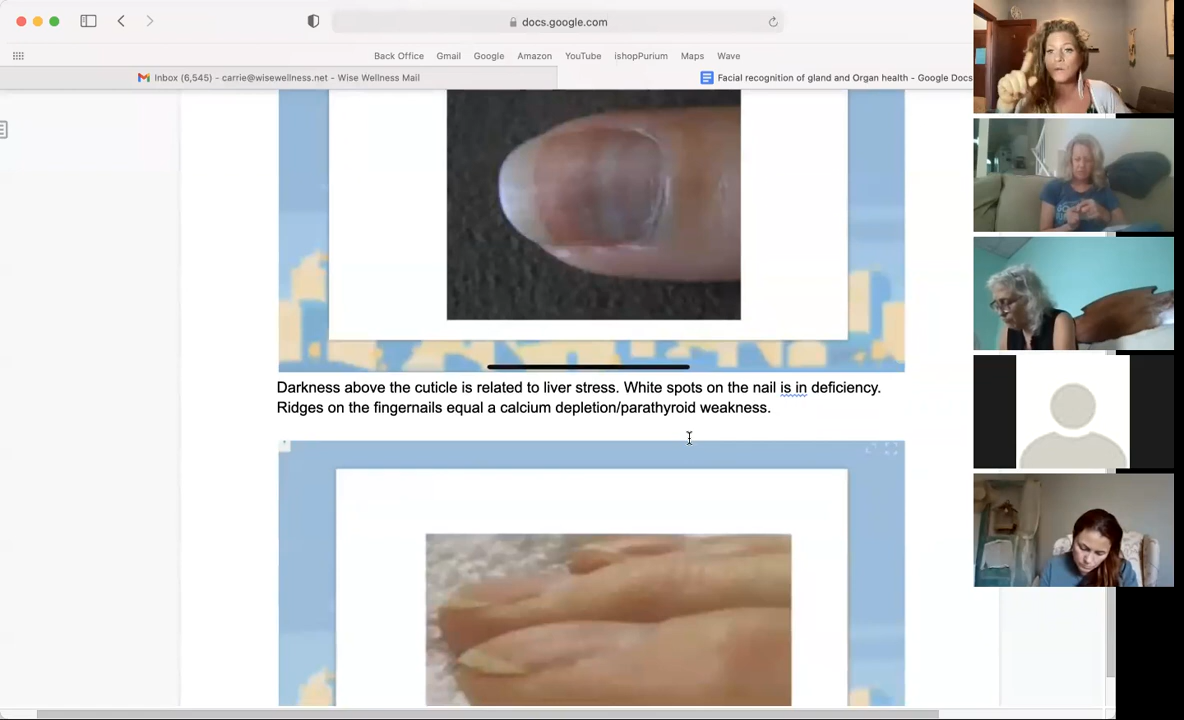 docs.google.com
Back Office Gmail Google Amazon YouTube ishopPurium Maps Wave
Inbox (6,545) - carrie@wisewellness.net - Wise Wellness Mail
Facial recognition of gland and Organ health - Google Docs
Darkness above the cuticle is related to liver stress. White spots on the nail is in deficiency.
Ridges on the fingernails equal a calcium depletion/parathyroid weakness.